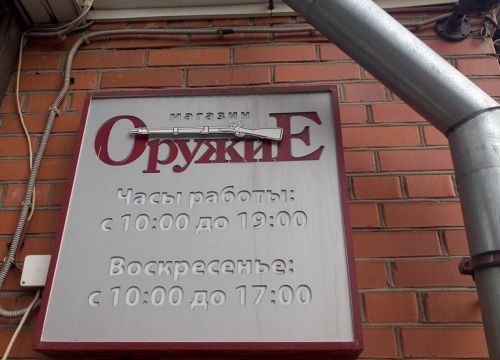 магазин
ОружиЕ
Часы работы:
с 10:00 до 19:00
Воскресенье:
с 10:00 до 17:00